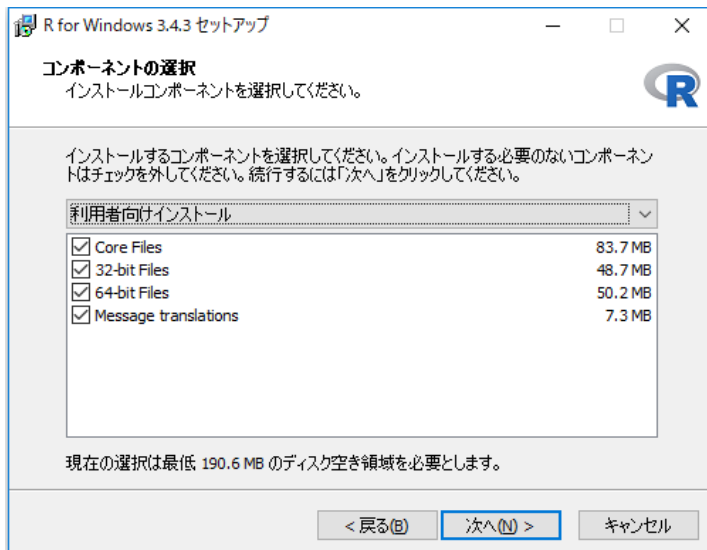 R for Windows 3.4.3 セットアップ
コンポーネントの選択
インストールコンポーネントを選択してください。
R
インストールするコンポーネントを選択してください。インストールする必要のないコンポーネン
トはチェックを外してください。続行するには「次へ」をクリックしてください。
利用者向けインストール
Core Files 83.7 MB
32-bit Files 48.7 MB
64-bit Files 50.2 MB
Message translations 7.3 MB
現在の選択は最低 190.6 MB のディスク空き領域を必要とします。
< 戻る(B) 次へ(N) > キャンセル